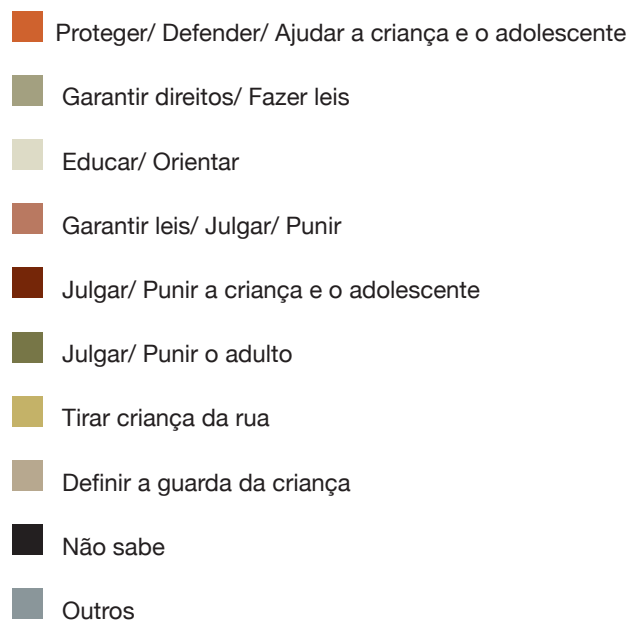 Proteger/ Defender/ Ajudar a criança e o adolescente
Garantir direitos/ Fazer leis
Educar/ Orientar
Garantir leis/ Julgar/ Punir
Julgar/ Punir a criança e o adolescente
Julgar/ Punir o adulto
Tirar criança da rua
Definir a guarda da criança
Não sabe
Outros